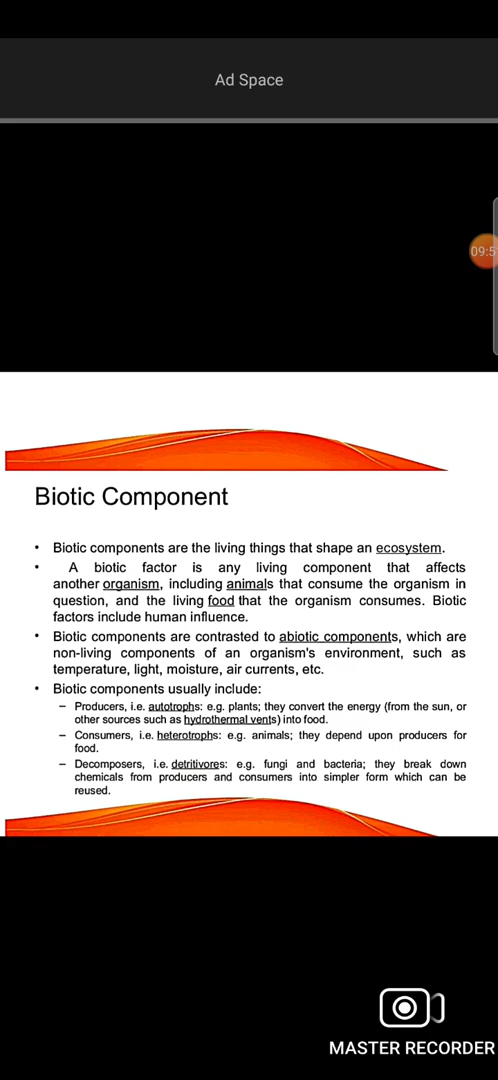 Ad Space
09:5
Biotic Component
• Biotic components are the living things that shape an ecosystem.
• A biotic factor is any living component that affects
another organism, including animals that consume the organism in
question, and the living food that the organism consumes. Biotic
factors include human influence.
• Biotic components are contrasted to abiotic components, which are
non-living components of an organism's environment, such as
temperature, light, moisture, air currents, etc.
• Biotic components usually include:
– Producers, i.e. autotrophs: e.g. plants; they convert the energy (from the sun, or
other sources such as hydrothermal vents) into food.
– Consumers, i.e. heterotrophs: e.g. animals; they depend upon producers for
food.
– Decomposers, i.e. detritivores: e.g. fungi and bacteria; they break down
chemicals from producers and consumers into simpler form which can be
reused.
MASTER RECORDER